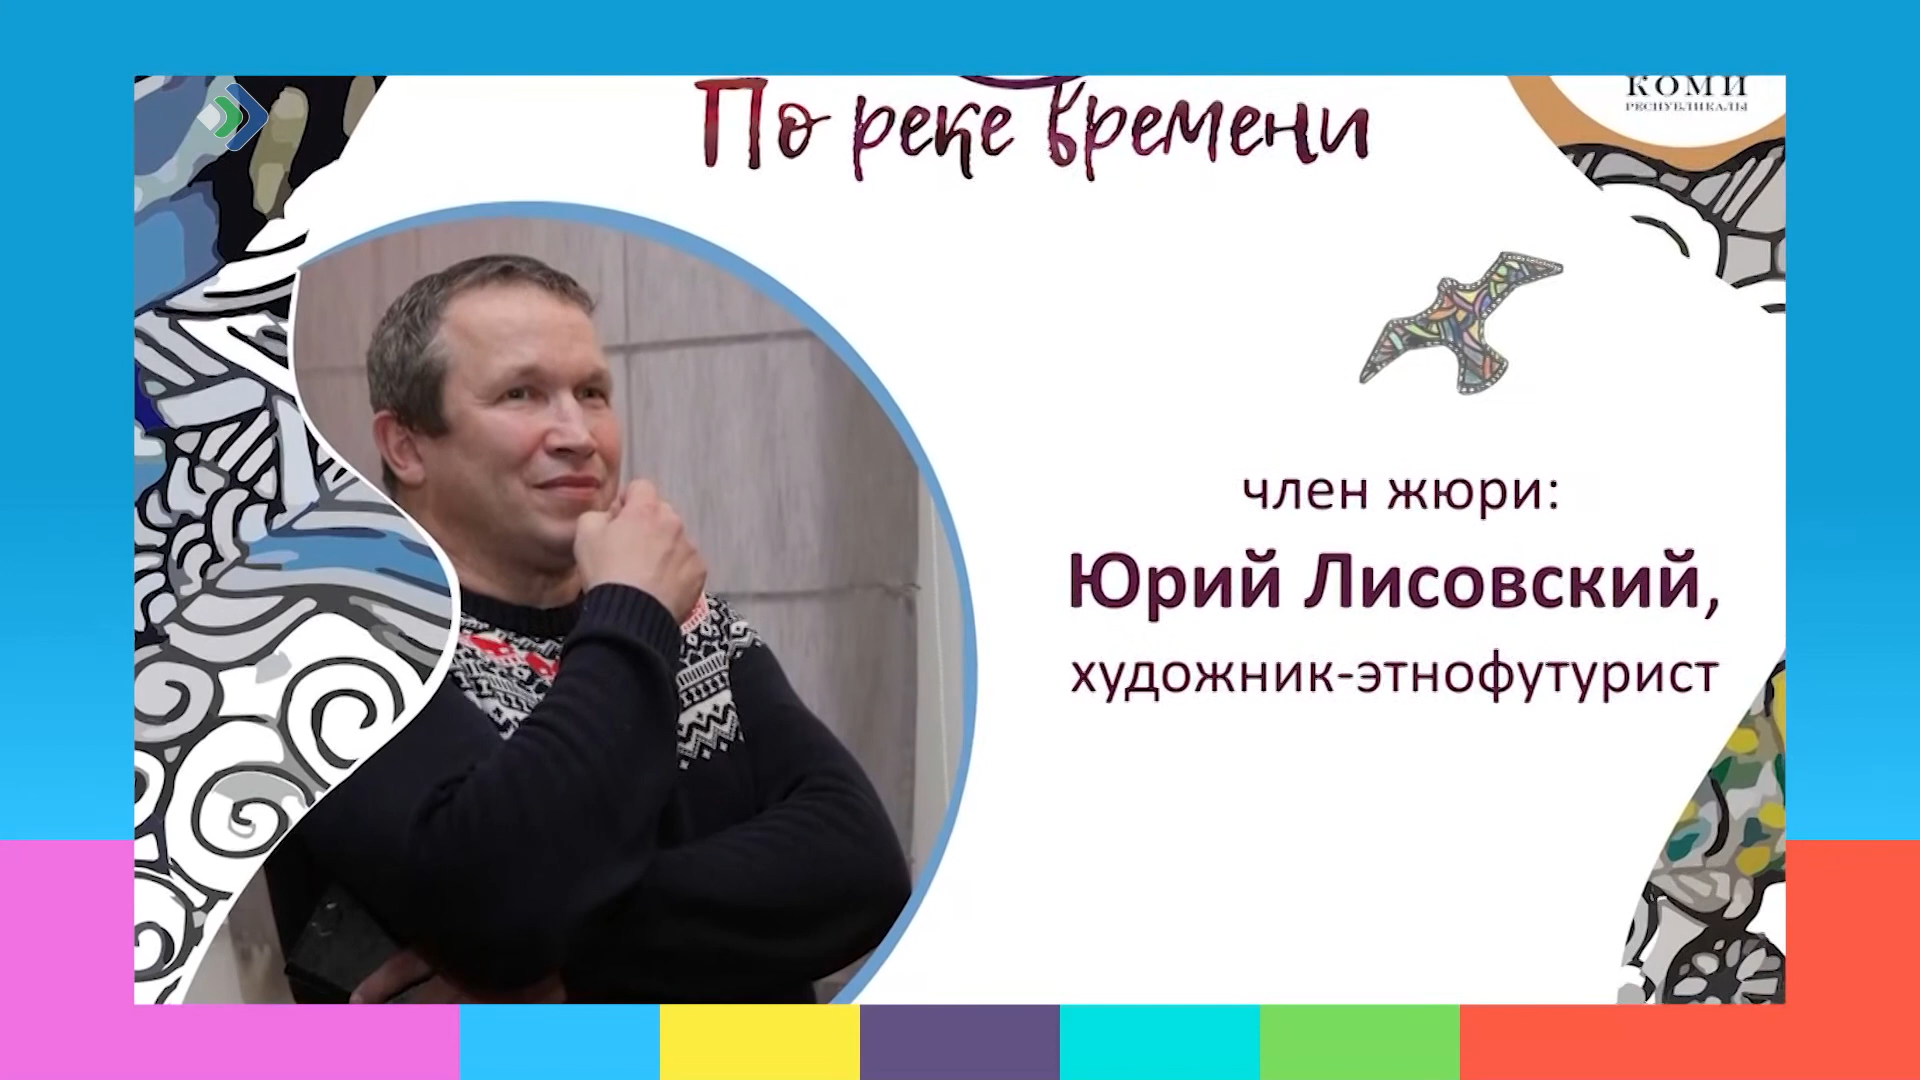 По реке времени
КОМИ
РЕСПУБЛИКАЛЫ
член жюри:
Юрий Лисовский,
художник-этнофутурист